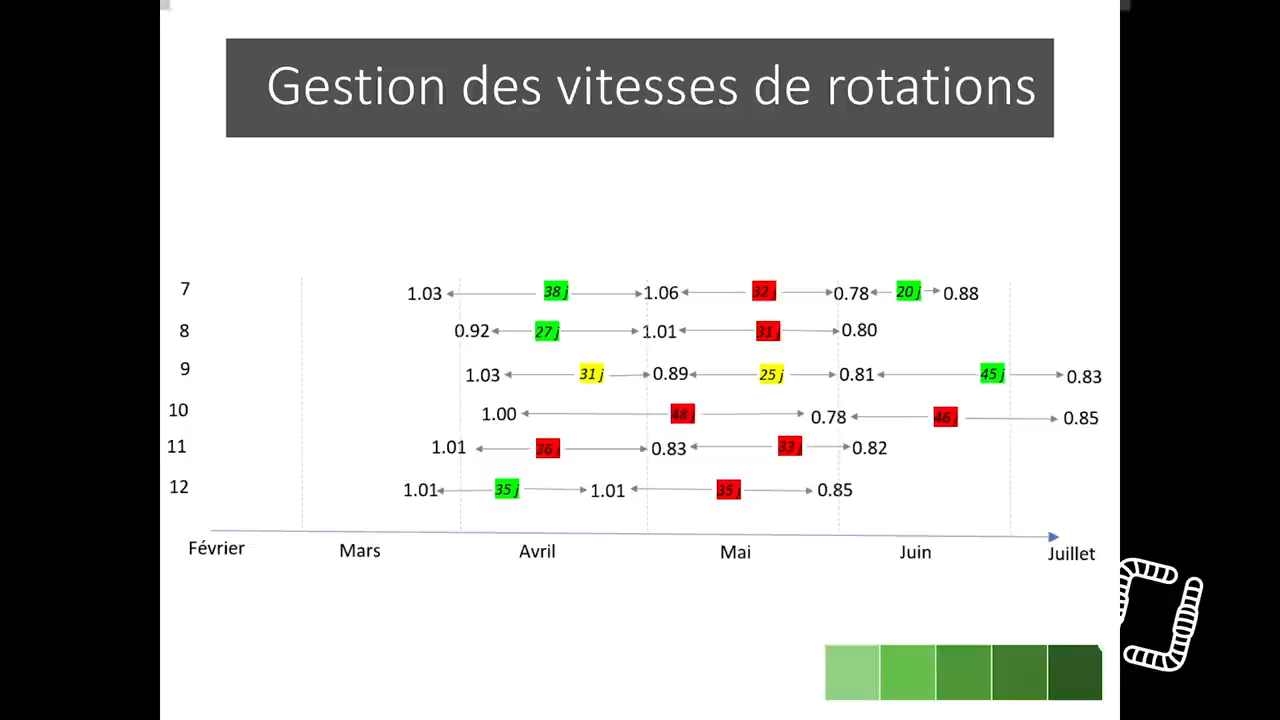 Gestion des vitesses de rotations
7 1.03 38 j 1.06 32 j 0.78 20 j 0.88
8 0.92 27 j 1.01 31 j 0.80
9 1.03 31 j 0.89 25 j 0.81 45 j 0.83
10 1.00 48 j 0.78 46 j 0.85
11 1.01 36 j 0.83 33 j 0.82
12 1.01 35 j 1.01 35 j 0.85
Février Mars Avril Mai Juin Juillet